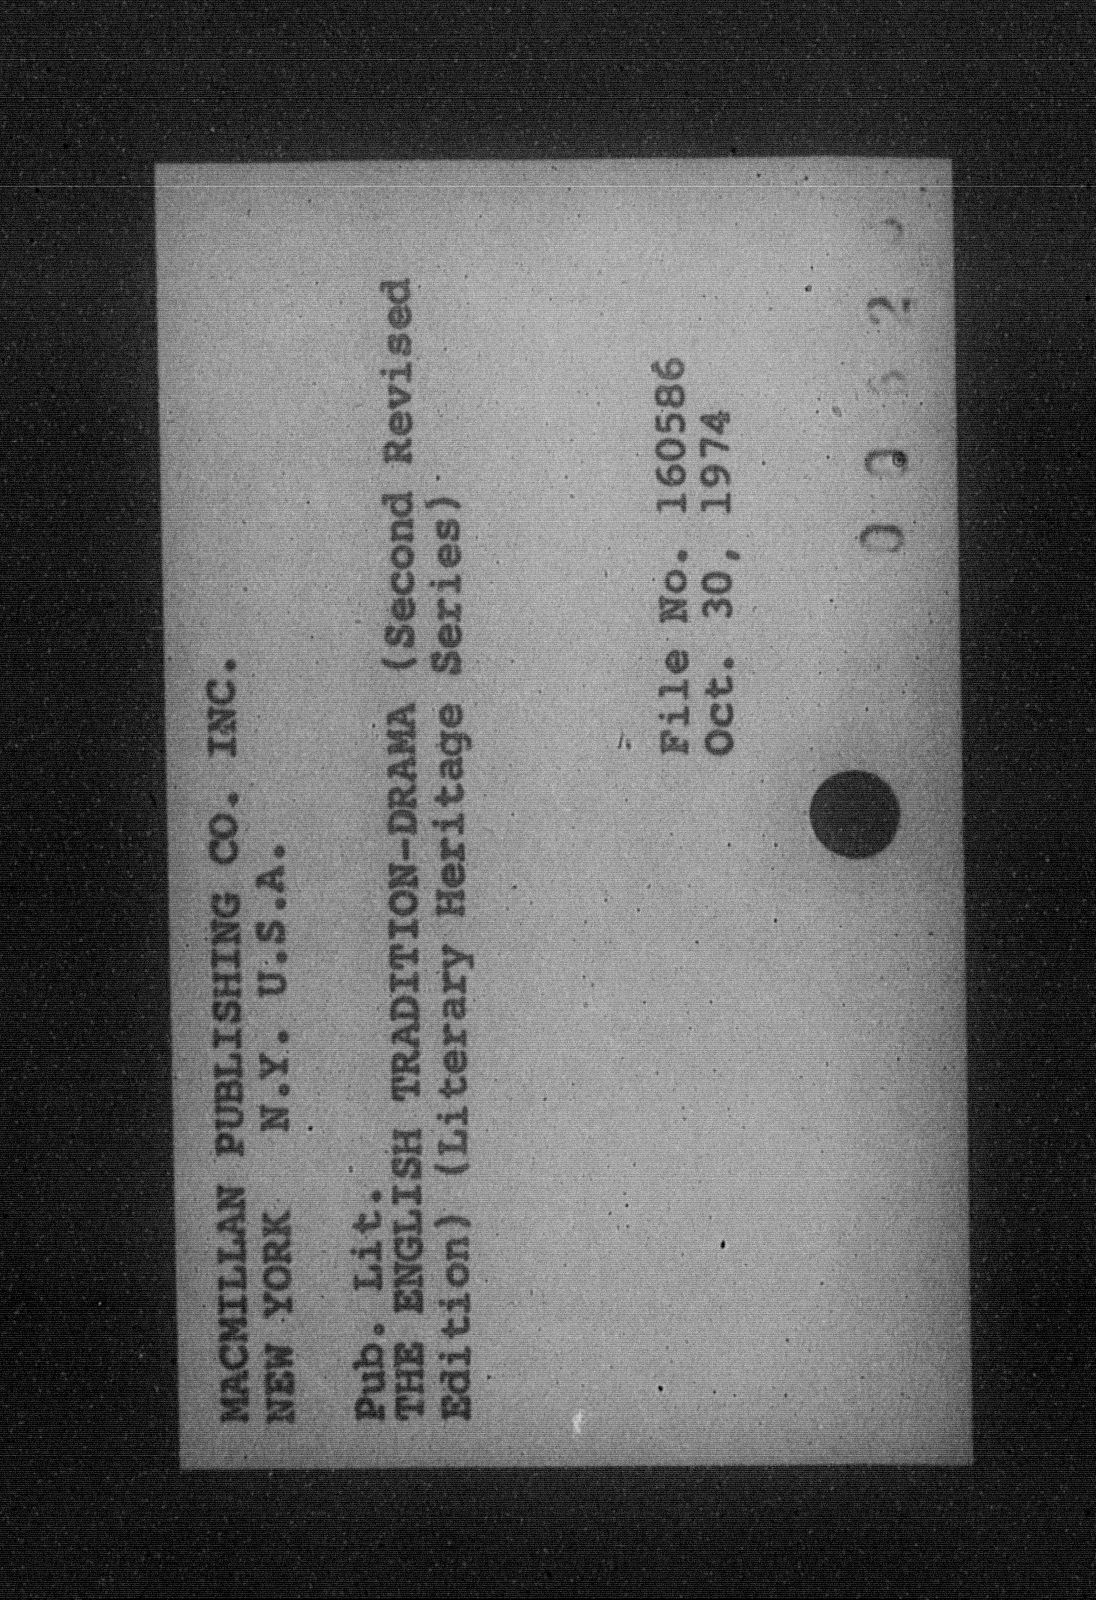 MACMILLAN PUBLISHING CO. INC.
NEW YORK N.Y. U.S.A.
Pub. Lit.
THE ENGLISH TRADITION-DRAMA (Second Revised
Edition) (Literary Heritage Series)
File No. 160586
Oct. 30, 1974